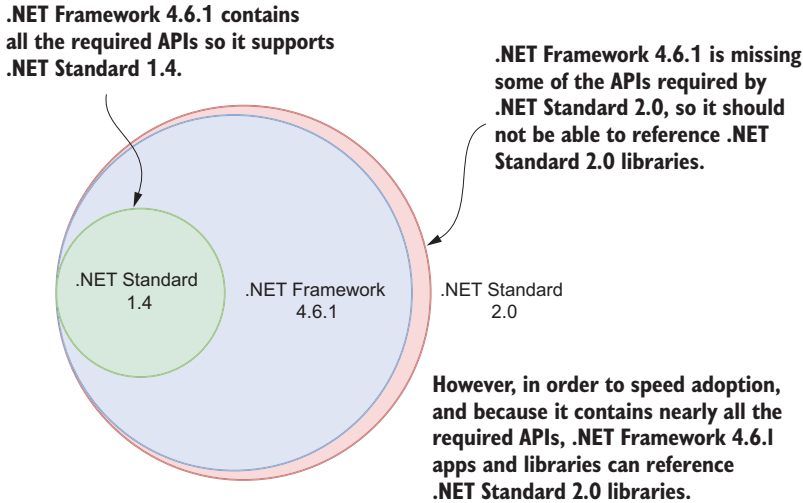 .NET Framework 4.6.1 contains
all the required APIs so it supports
.NET Standard 1.4.
.NET Framework 4.6.1 is missing
some of the APIs required by
.NET Standard 2.0, so it should
not be able to reference .NET
Standard 2.0 libraries.
.NET Standard
1.4
.NET Framework
4.6.1
.NET Standard
2.0
However, in order to speed adoption,
and because it contains nearly all the
required APIs, .NET Framework 4.6.1
apps and libraries can reference
.NET Standard 2.0 libraries.